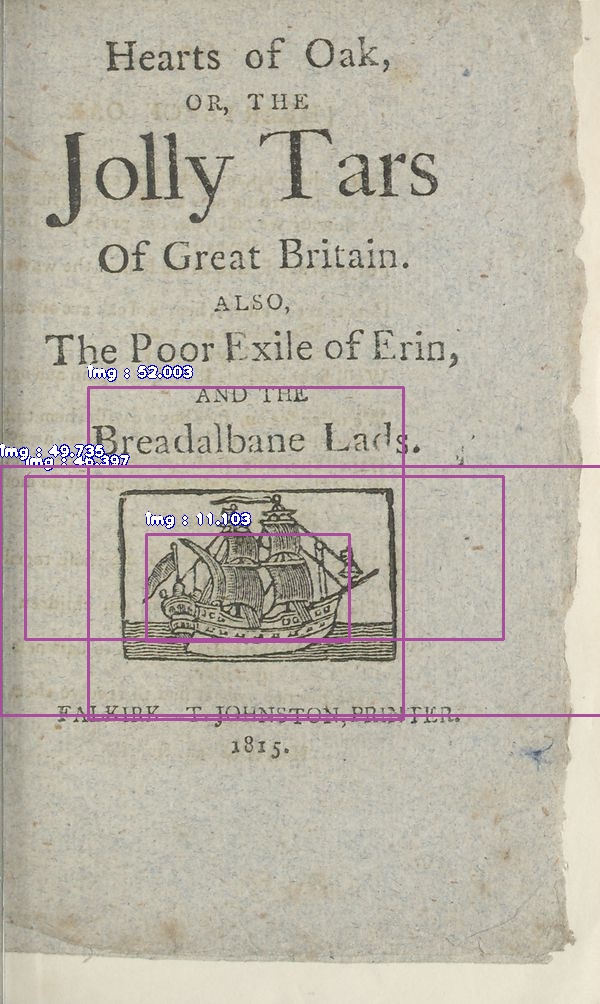 Hearts of Oak,
OR, THE
Jolly Tars
Of Great Britain.
ALSO,
The Poor Exile of Erin,
img : 52.003
AND THE
Breadalbane Lads.
img : 49.735
img : 46.397
img : 11.103
FALKIRK—T. JOHNSTON, PRINTER.
1815.